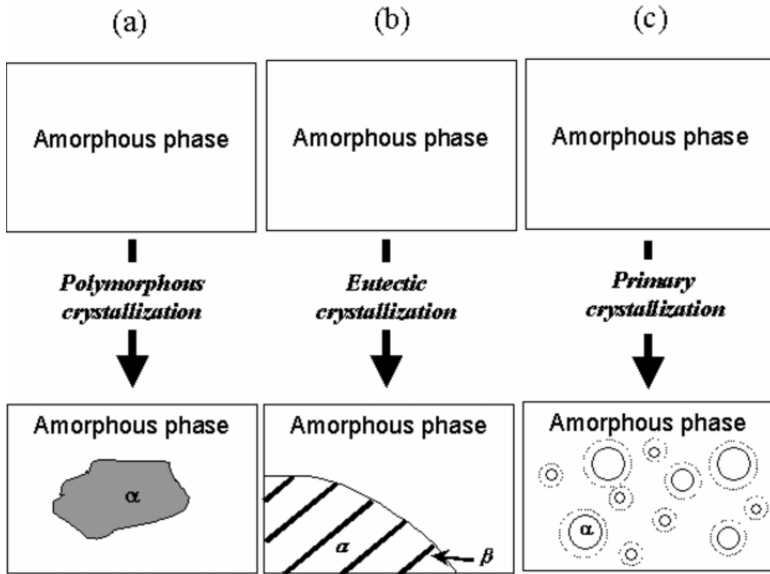 (a) (b) (c)
Amorphous phase Amorphous phase Amorphous phase
Polymorphous Eutectic Primary
crystallization crystallization crystallization
Amorphous phase Amorphous phase Amorphous phase
α
α
β
α